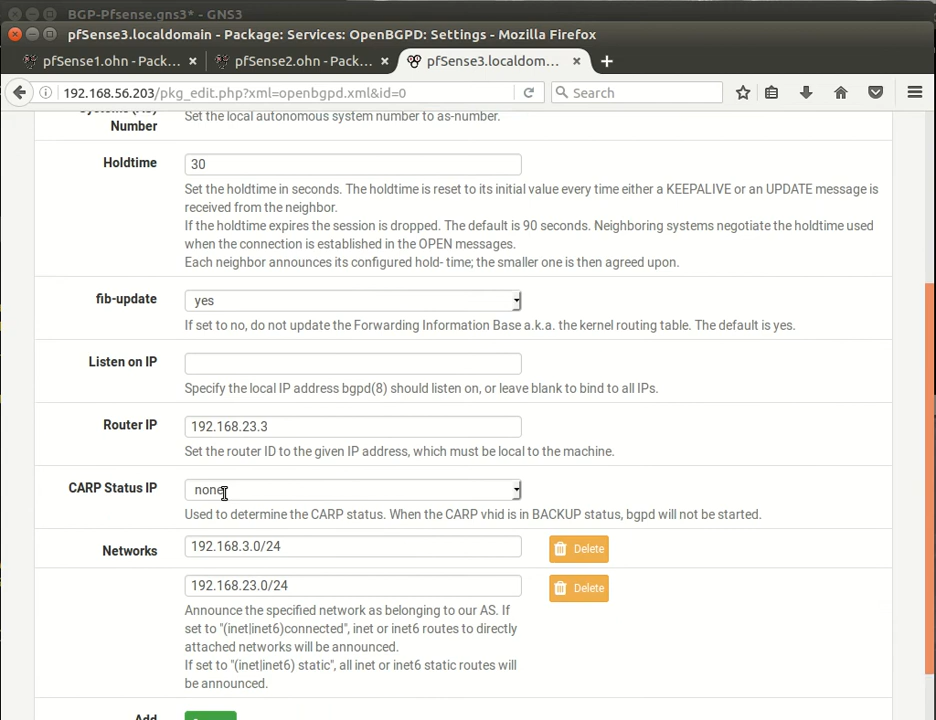 BGP-Pfsense.gns3* - GNS3
pfSense3.localdomain - Package: Services: OpenBGPD: Settings - Mozilla Firefox
pfSense1.ohn - Pack... × pfSense2.ohn - Pack... × pfSense3.localdom... × +
192.168.56.203/pkg_edit.php?xml=openbgpd.xml&id=0 Search
Number Set the local autonomous system number to as-number.
Holdtime 30
Set the holdtime in seconds. The holdtime is reset to its initial value every time either a KEEPALIVE or an UPDATE message is
received from the neighbor.
If the holdtime expires the session is dropped. The default is 90 seconds. Neighboring systems negotiate the holdtime used
when the connection is established in the OPEN messages.
Each neighbor announces its configured hold- time; the smaller one is then agreed upon.
fib-update yes
If set to no, do not update the Forwarding Information Base a.k.a. the kernel routing table. The default is yes.
Listen on IP
Specify the local IP address bgpd(8) should listen on, or leave blank to bind to all IPs.
Router IP 192.168.23.3
Set the router ID to the given IP address, which must be local to the machine.
CARP Status IP none
Used to determine the CARP status. When the CARP vhid is in BACKUP status, bgpd will not be started.
Networks 192.168.3.0/24 Delete
192.168.23.0/24 Delete
Announce the specified network as belonging to our AS. If
set to "(inet|inet6)connected", inet or inet6 routes to directly
attached networks will be announced.
If set to "(inet|inet6) static", all inet or inet6 static routes will
be announced.
Add